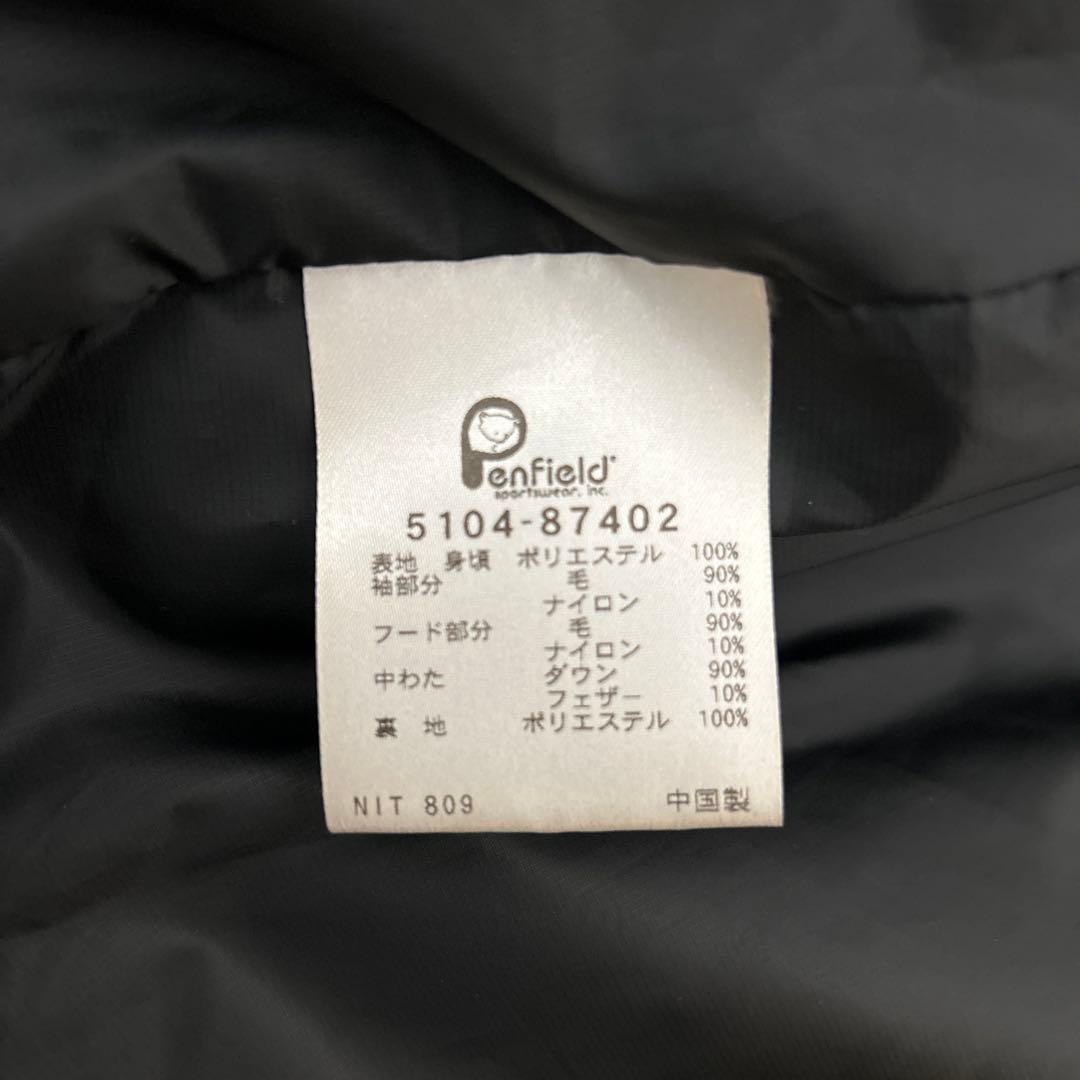 Penfield
sportswear, inc.
5104-87402
表地 身頃 ポリエステル 100%
袖部分 毛 90%
ナイロン 10%
フード部分 毛 90%
ナイロン 10%
中わた ダウン 90%
フェザー 10%
裏地 ポリエステル 100%
NIT 809 中国製